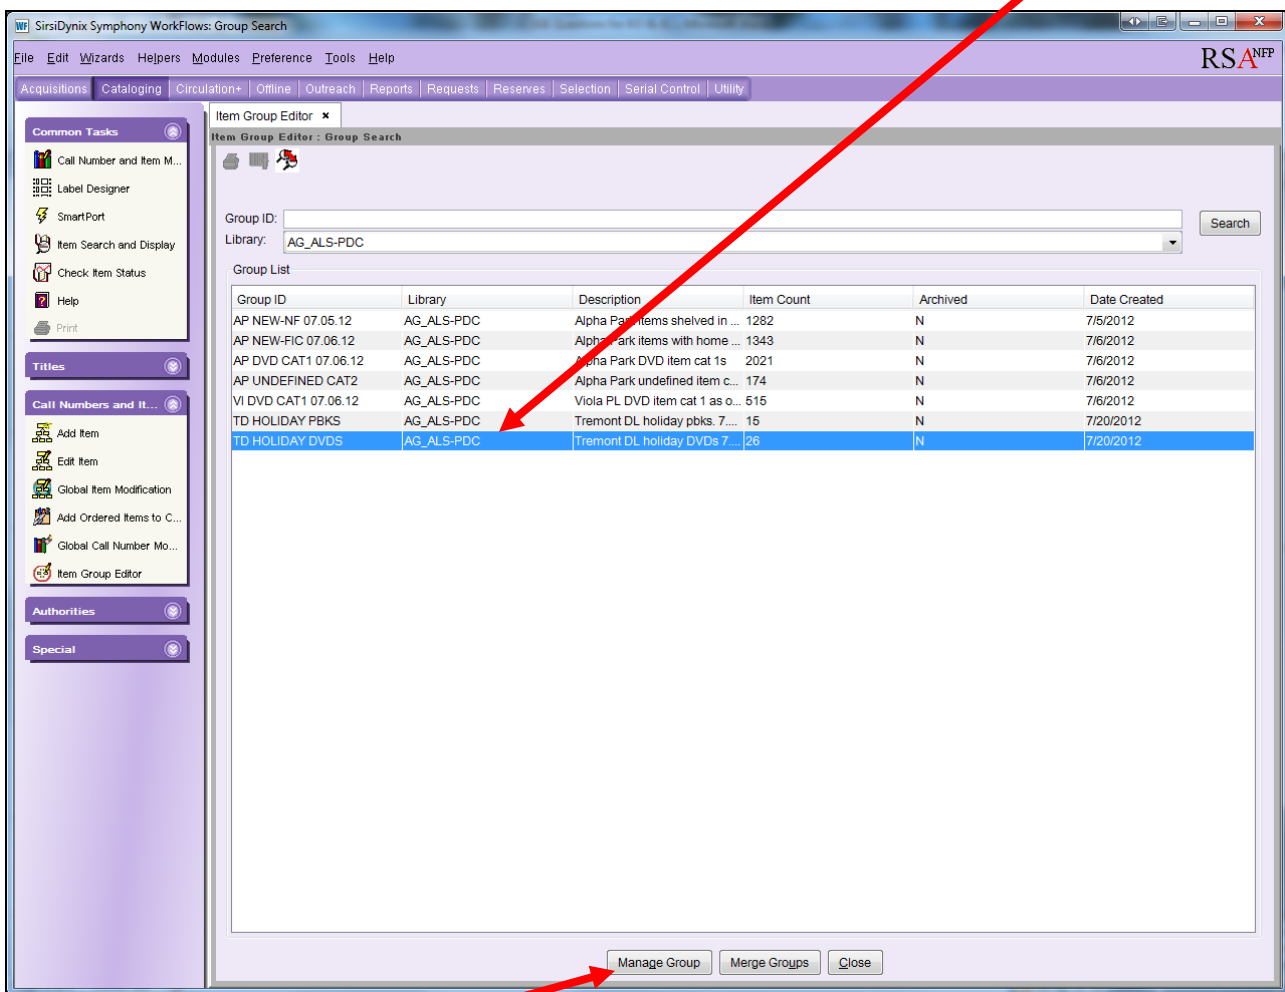 WF SirsiDynix Symphony WorkFlows: Group Search
File Edit Wizards Helpers Modules Preference Tools Help
RSA NFP
Acquisitions Cataloging Circulation+ Offline Outreach Reports Requests Reserves Selection Serial Control Utility
Common Tasks
Call Number and Item M...
Label Designer
SmartPort
Item Search and Display
Check Item Status
Help
Print
Titles
Call Numbers and It...
Add Item
Edit Item
Global Item Modification
Add Ordered Items to C...
Global Call Number Mo...
Item Group Editor
Authorities
Special
Item Group Editor ×
Item Group Editor : Group Search
Group ID:
Search
Library: AG_ALS-PDC
Group List
Group ID Library Description Item Count Archived Date Created
AP NEW-NF 07.05.12 AG_ALS-PDC Alpha Park items shelved in ... 1282 N 7/5/2012
AP NEW-FIC 07.06.12 AG_ALS-PDC Alpha Park items with home ... 1343 N 7/6/2012
AP DVD CAT1 07.06.12 AG_ALS-PDC Alpha Park DVD item cat 1s 2021 N 7/6/2012
AP UNDEFINED CAT2 AG_ALS-PDC Alpha Park undefined item c... 174 N 7/6/2012
VI DVD CAT1 07.06.12 AG_ALS-PDC Viola PL DVD item cat 1 as o... 515 N 7/6/2012
TD HOLIDAY PBKS AG_ALS-PDC Tremont DL holiday pbks. 7.... 15 N 7/20/2012
TD HOLIDAY DVDS AG_ALS-PDC Tremont DL holiday DVDs 7.... 26 N 7/20/2012
Manage Group Merge Groups Close